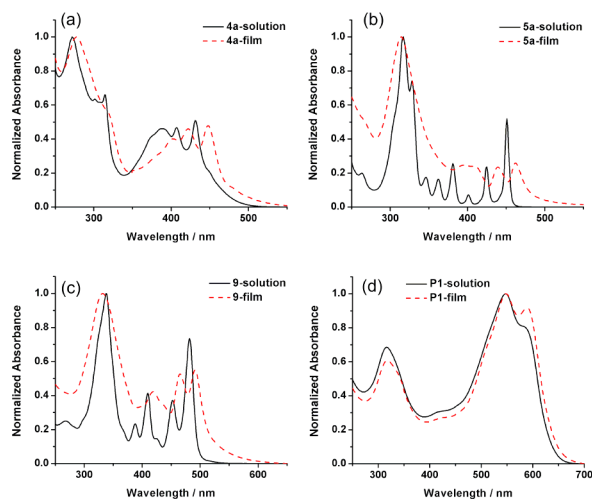 (a)
4a-solution
4a-film
Normalized Absorbance
1.0
0.8
0.6
0.4
0.2
0.0
300
400
500
Wavelength / nm
(b)
5a-solution
5a-film
Normalized Absorbance
1.0
0.8
0.6
0.4
0.2
0.0
300
400
500
Wavelength / nm
(c)
9-solution
9-film
Normalized Absorbance
1.0
0.8
0.6
0.4
0.2
0.0
200
300
400
500
600
Wavelength / nm
(d)
P1-solution
P1-film
Normalized Absorbance
1.0
0.8
0.6
0.4
0.2
0.0
300
400
500
600
700
Wavelength / nm